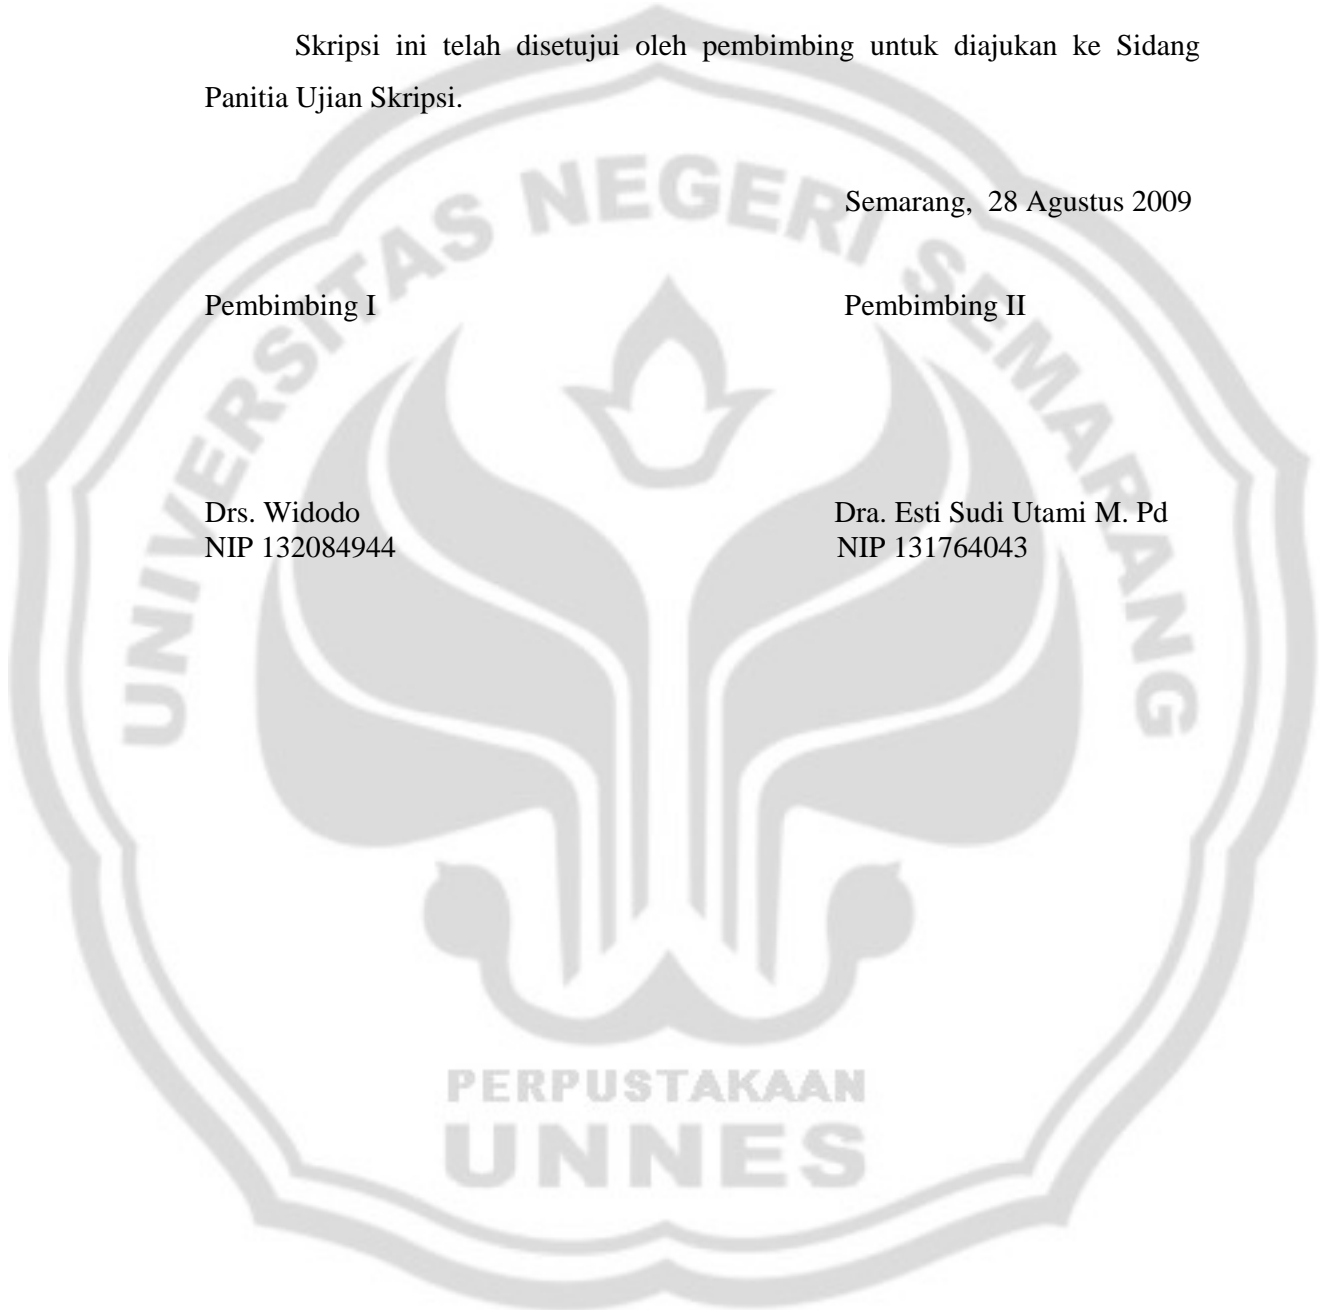 Skripsi ini telah disetujui oleh pembimbing untuk diajukan ke Sidang
Panitia Ujian Skripsi.
Semarang, 28 Agustus 2009
Pembimbing I Pembimbing II
Drs. Widodo Dra. Esti Sudi Utami M. Pd
NIP 132084944 NIP 131764043
UNIVERSITAS NEGERI SEMARANG
PERPUSTAKAAN
UNNES